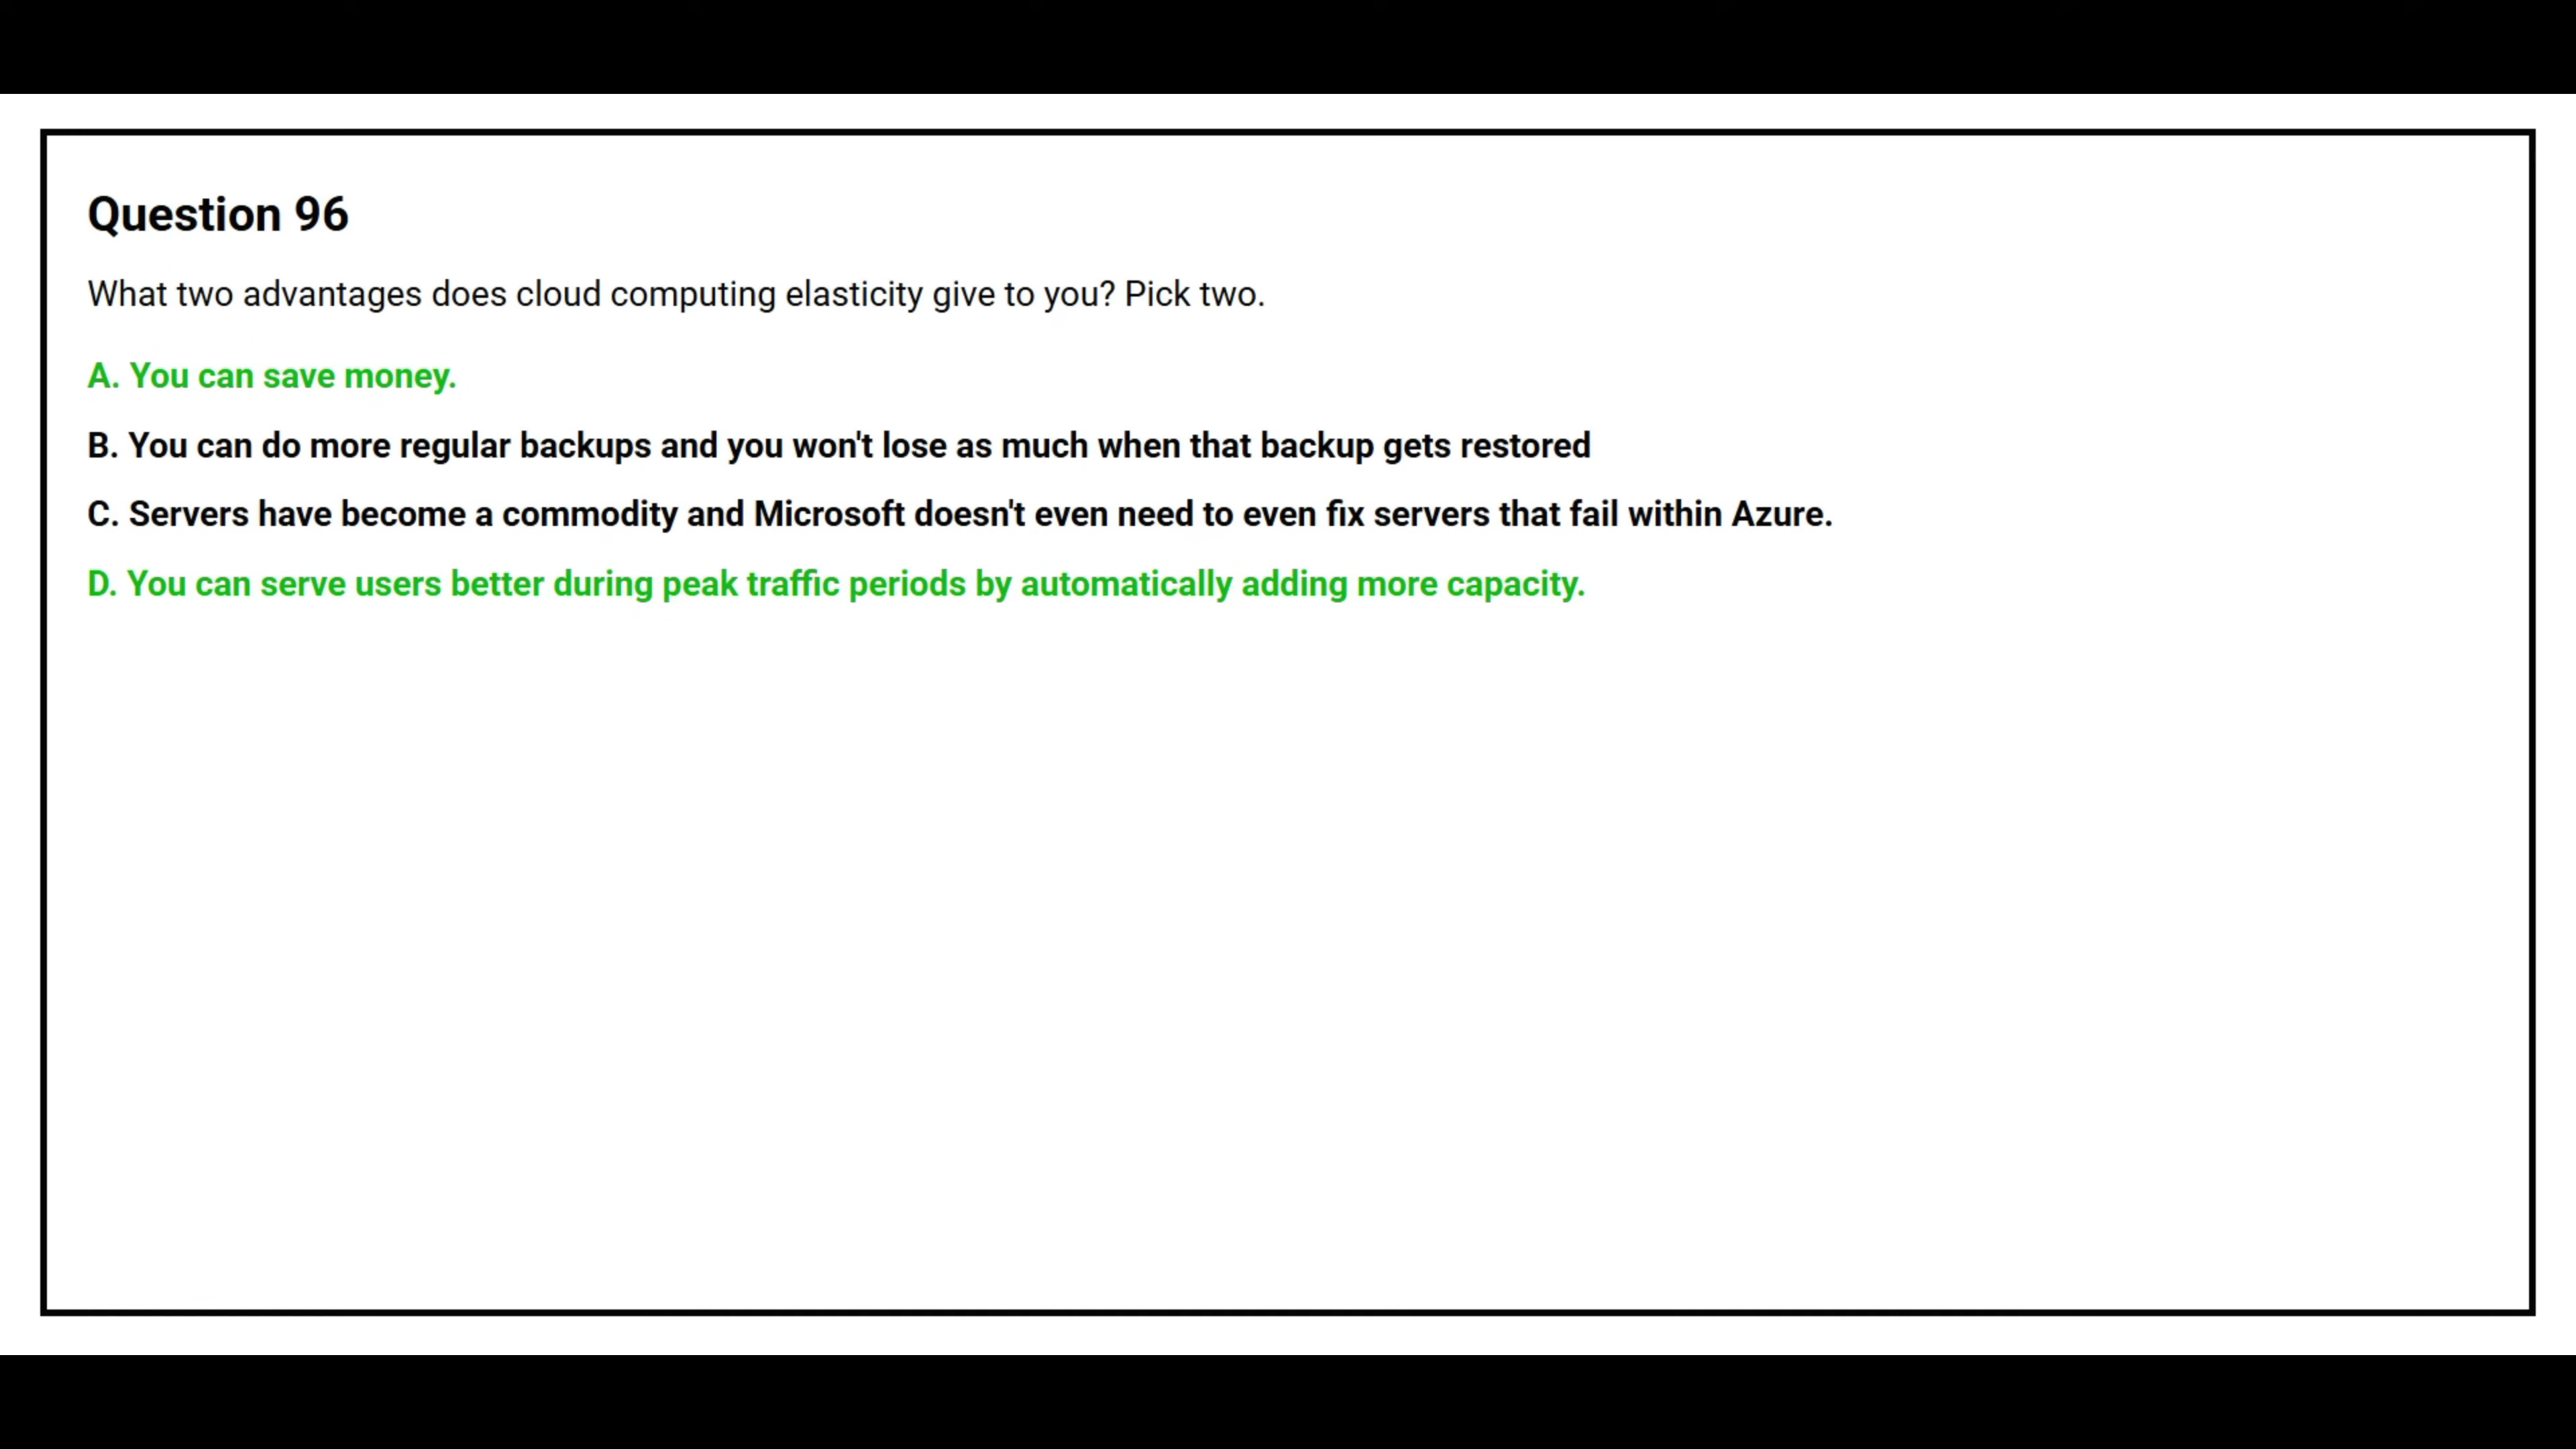 Question 96
What two advantages does cloud computing elasticity give to you? Pick two.
A. You can save money.
B. You can do more regular backups and you won't lose as much when that backup gets restored
C. Servers have become a commodity and Microsoft doesn't even need to even fix servers that fail within Azure.
D. You can serve users better during peak traffic periods by automatically adding more capacity.